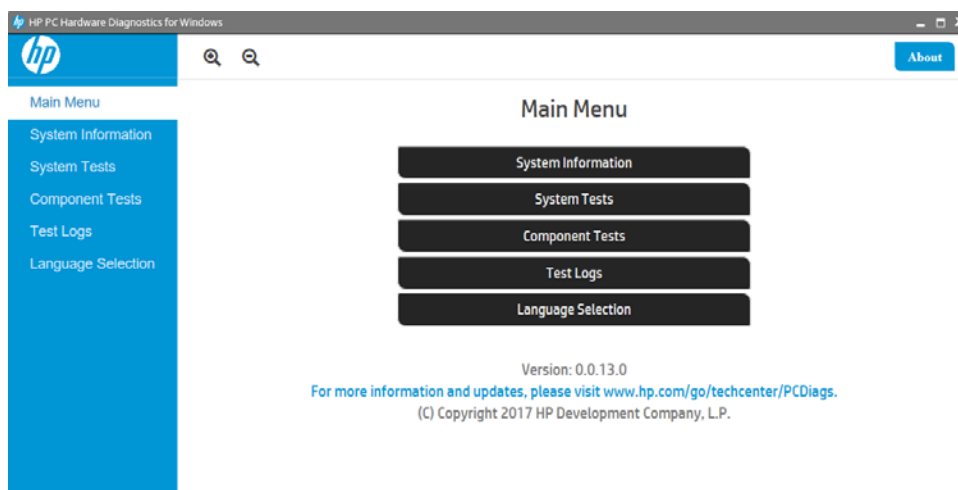 HP PC Hardware Diagnostics for Windows
hp
About
Main Menu
System Information
System Tests
Component Tests
Test Logs
Language Selection
Main Menu
System Information
System Tests
Component Tests
Test Logs
Language Selection
Version: 0.0.13.0
For more information and updates, please visit www.hp.com/go/techcenter/PCDiags.
(C) Copyright 2017 HP Development Company, L.P.